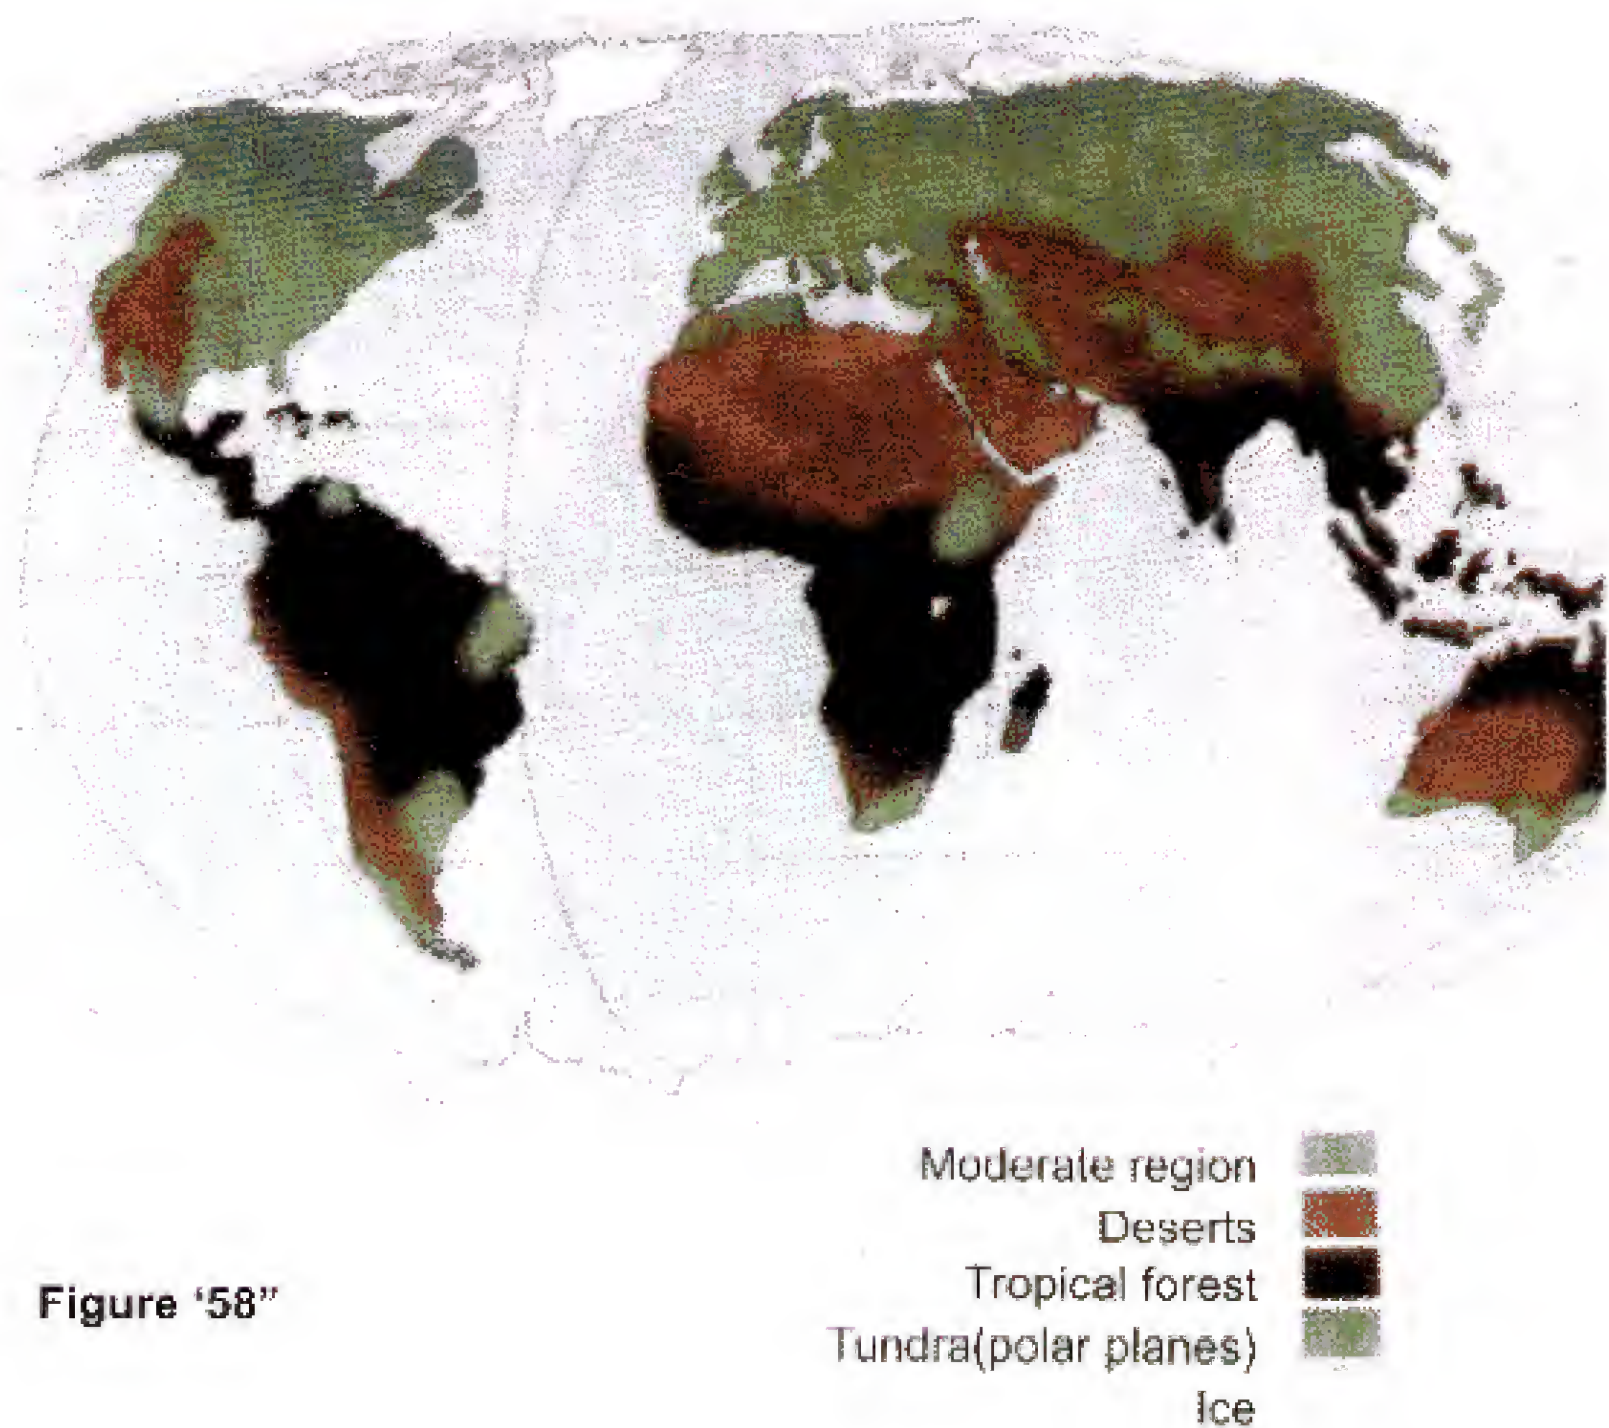 Moderate region
Deserts
Tropical forest
Tundra(polar planes)
Ice
Figure ‘58”